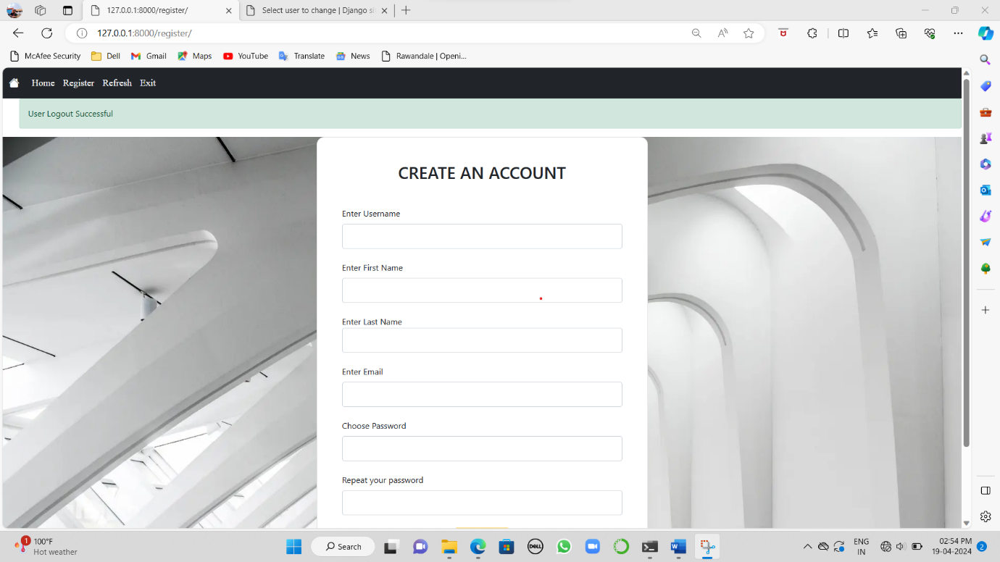 127.0.0.1:8000/register/
Select user to change | Django si
127.0.0.1:8000/register/
McAfee Security Dell Gmail Maps YouTube Translate News Rawandale | Openi...
Home Register Refresh Exit
User Logout Successful
CREATE AN ACCOUNT
Enter Username
Enter First Name
Enter Last Name
Enter Email
Choose Password
Repeat your password
1
100°F
Hot weather
Search
DELL
ENG
IN
02:54 PM
19-04-2024
2